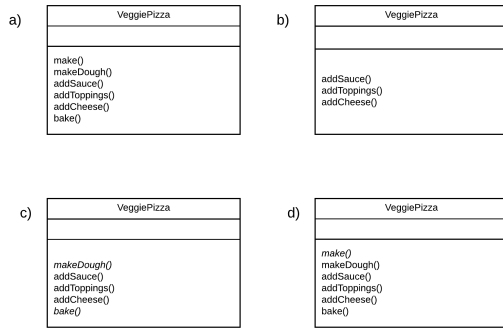 a)
VeggiePizza
make()
makeDough()
addSauce()
addToppings()
addCheese()
bake()
b)
VeggiePizza
addSauce()
addToppings()
addCheese()
c)
VeggiePizza
makeDough()
addSauce()
addToppings()
addCheese()
bake()
d)
VeggiePizza
make()
makeDough()
addSauce()
addToppings()
addCheese()
bake()